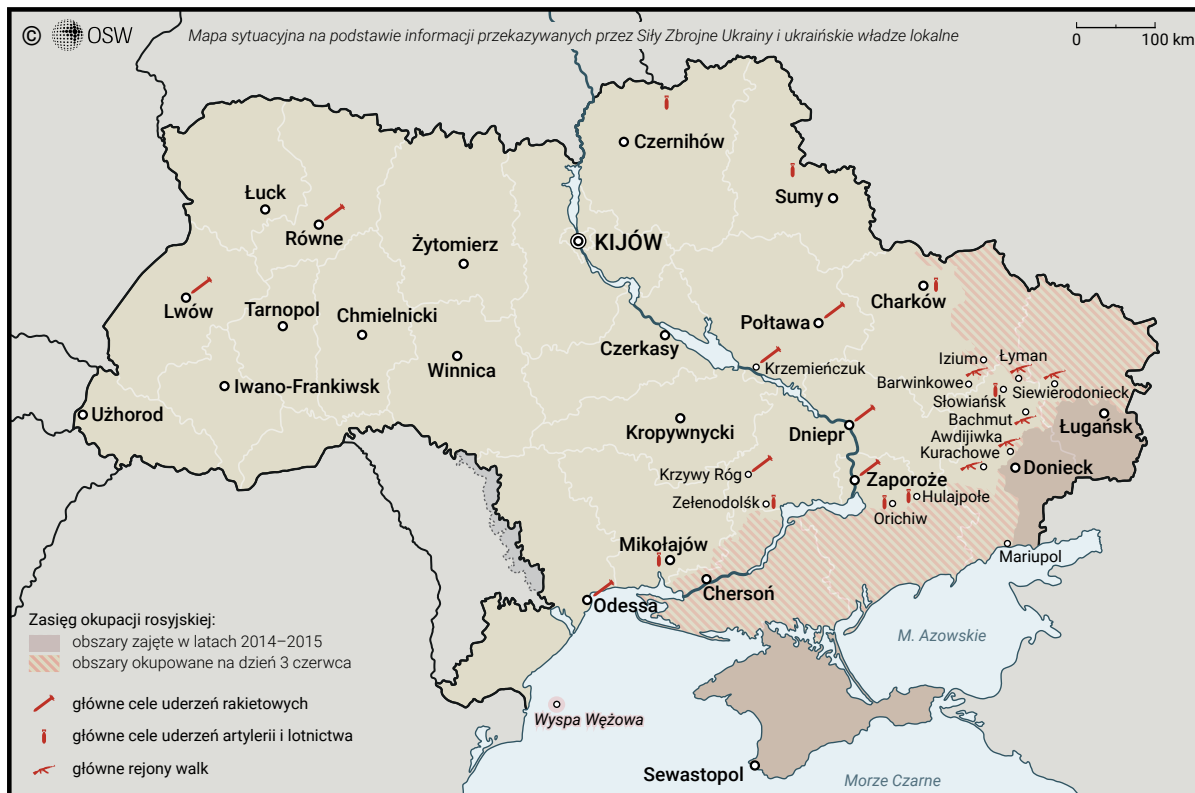 © OSW
Mapa sytuacyjna na podstawie informacji przekazywanych przez Siły Zbrojne Ukrainy i ukraińskie władze lokalne
0 100 km
Czernihów
Sumy
Łuck
Równe
Żytomierz
KIJÓW
Lwów
Tarnopol
Chmielnicki
Charków
Połtawa
Czerkasy
Krzemieńczuk
Winnica
Iwano-Frankiwsk
Użhorod
Izium
Łyman
Barwinkowe
Słowiańsk
Siewierodonieck
Bachmut
Ługańsk
Awdijiwka
Kurachowe
Donieck
Kropywnycki
Dniepr
Krzywy Róg
Zaporoże
Zełenodolśk
Hulajpołe
Orichiw
Mariupol
Mikołajów
Chersoń
Odessa
M. Azowskie
Wyspa Wężowa
Sewastopol
Morze Czarne
Zasięg okupacji rosyjskiej:
obszary zajęte w latach 2014–2015
obszary okupowane na dzień 3 czerwca
główne cele uderzeń rakietowych
główne cele uderzeń artylerii i lotnictwa
główne rejony walk